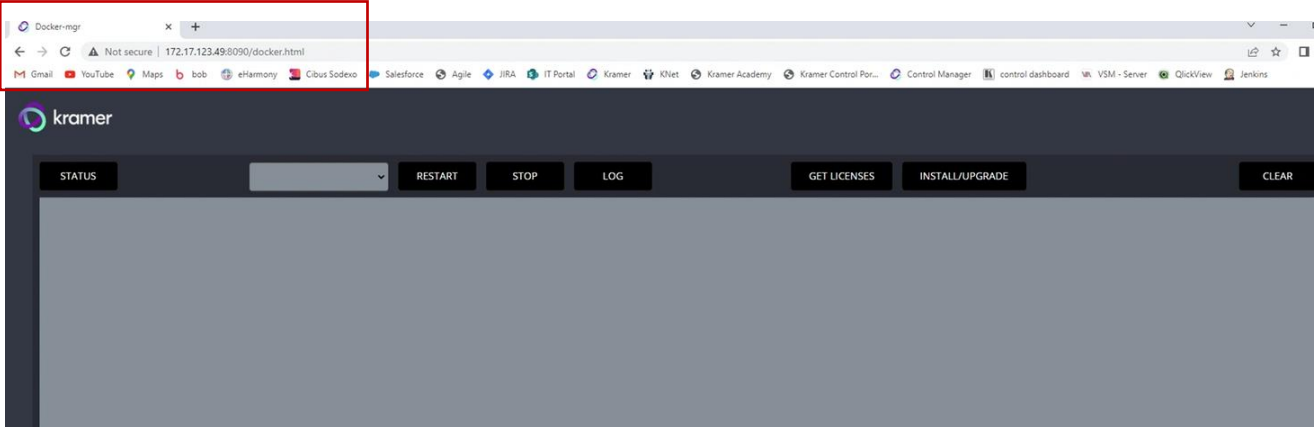 Docker-mgr
Not secure | 172.17.123.49:8090/docker.html
Gmail YouTube Maps bob eHarmony Cibus Sodexo Salesforce Agile JIRA IT Portal Kramer KNet Kramer Academy Kramer Control Por... Control Manager control dashboard VSM - Server QlickView Jenkins
kramer
STATUS RESTART STOP LOG GET LICENSES INSTALL/UPGRADE CLEAR